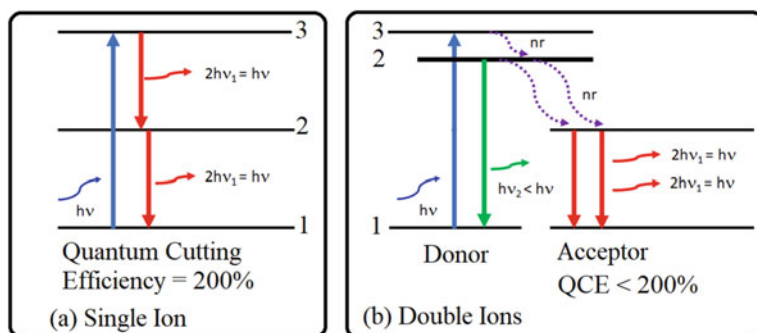 3
2hν₁ = hν
2
2hν₁ = hν
hν
1
Quantum Cutting
Efficiency = 200%
(a) Single Ion
3
nr
2
nr
2hν₁ = hν
hν₂ < hν
2hν₁ = hν
hν
1
Donor
Acceptor
QCE < 200%
(b) Double Ions